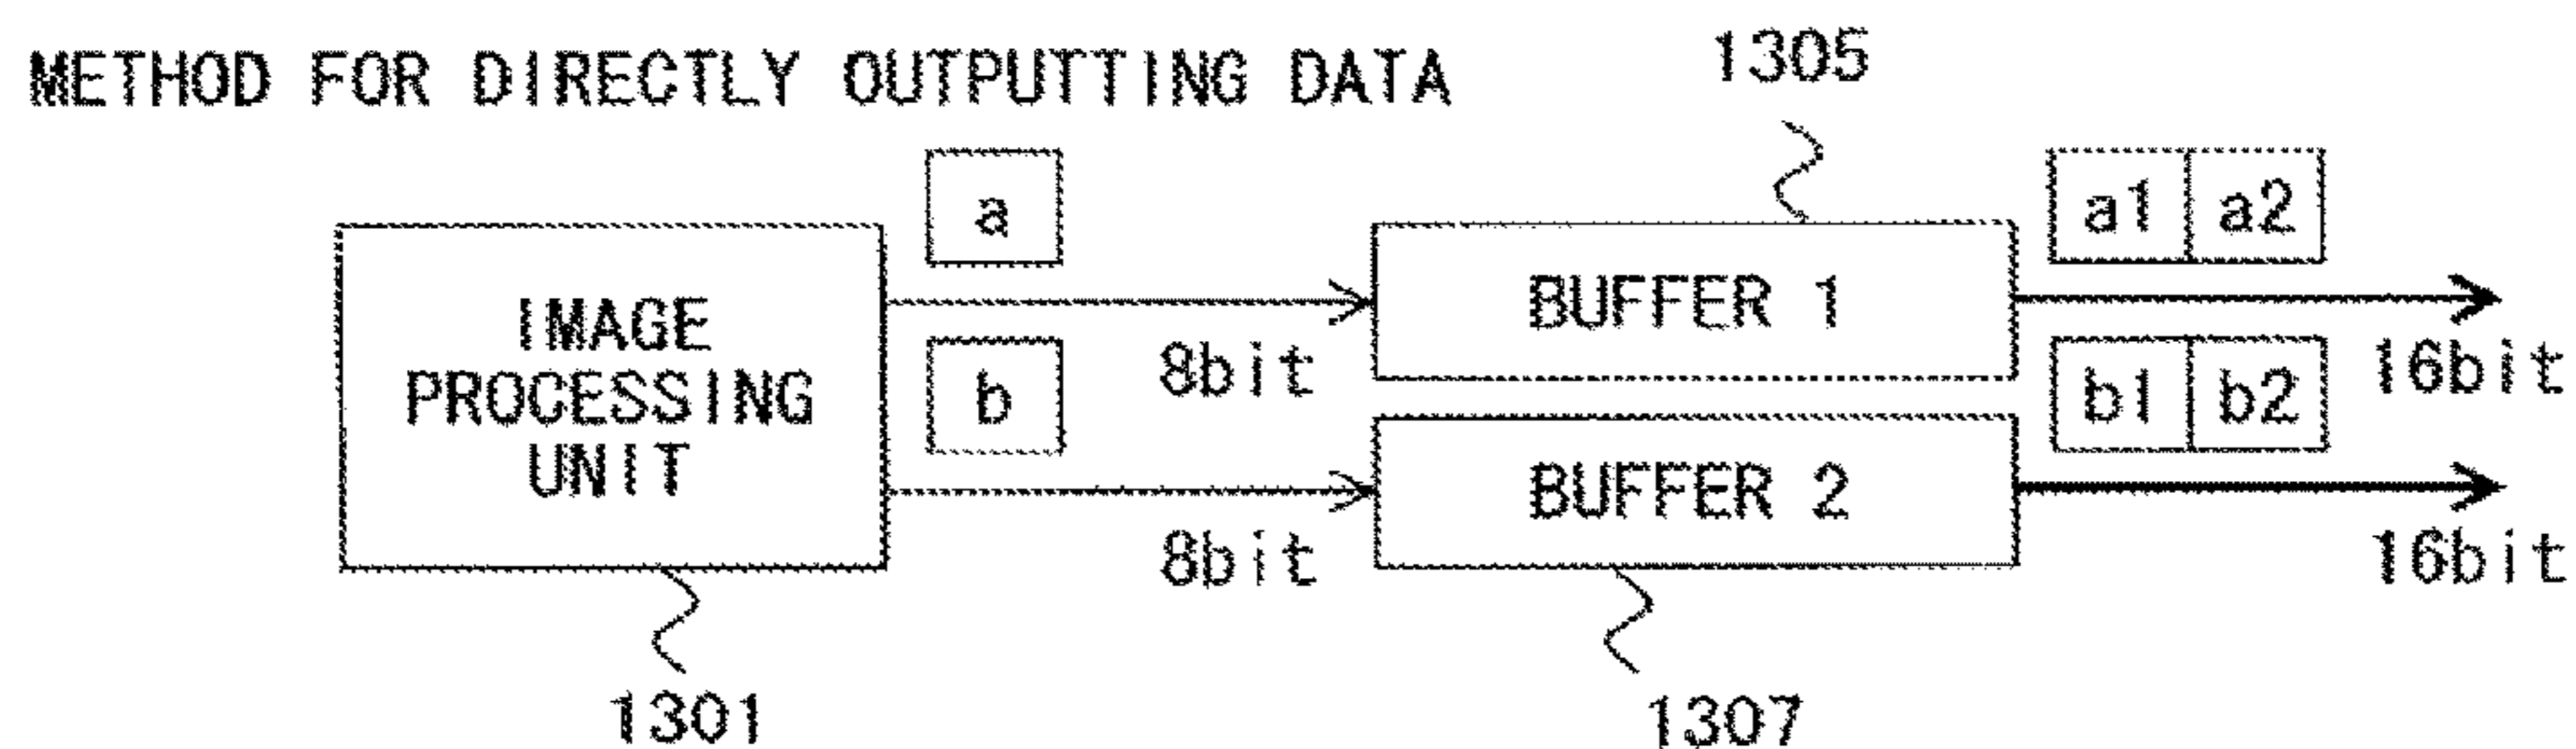 METHOD FOR DIRECTLY OUTPUTTING DATA
1305
a
a1 a2
IMAGE
PROCESSING
UNIT
8bit
BUFFER 1
16bit
b
b1 b2
8bit
BUFFER 2
16bit
1301
1307